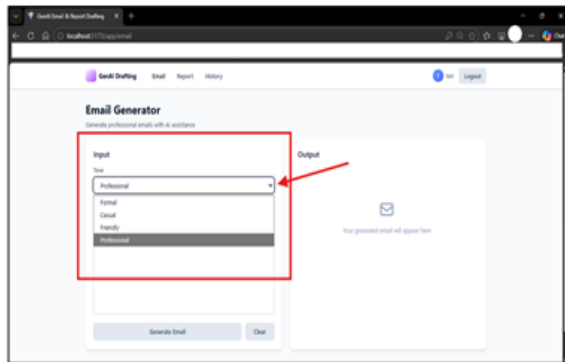 GenAI Email & Report Drafting
localhost:5175/app/email
GenAI Drafting Email Report History
Logout
Email Generator
Generate professional emails with AI assistance
Input
Tone
Professional
Formal
Casual
Friendly
Professional
Generate Email Clear
Output
Your generated email will appear here